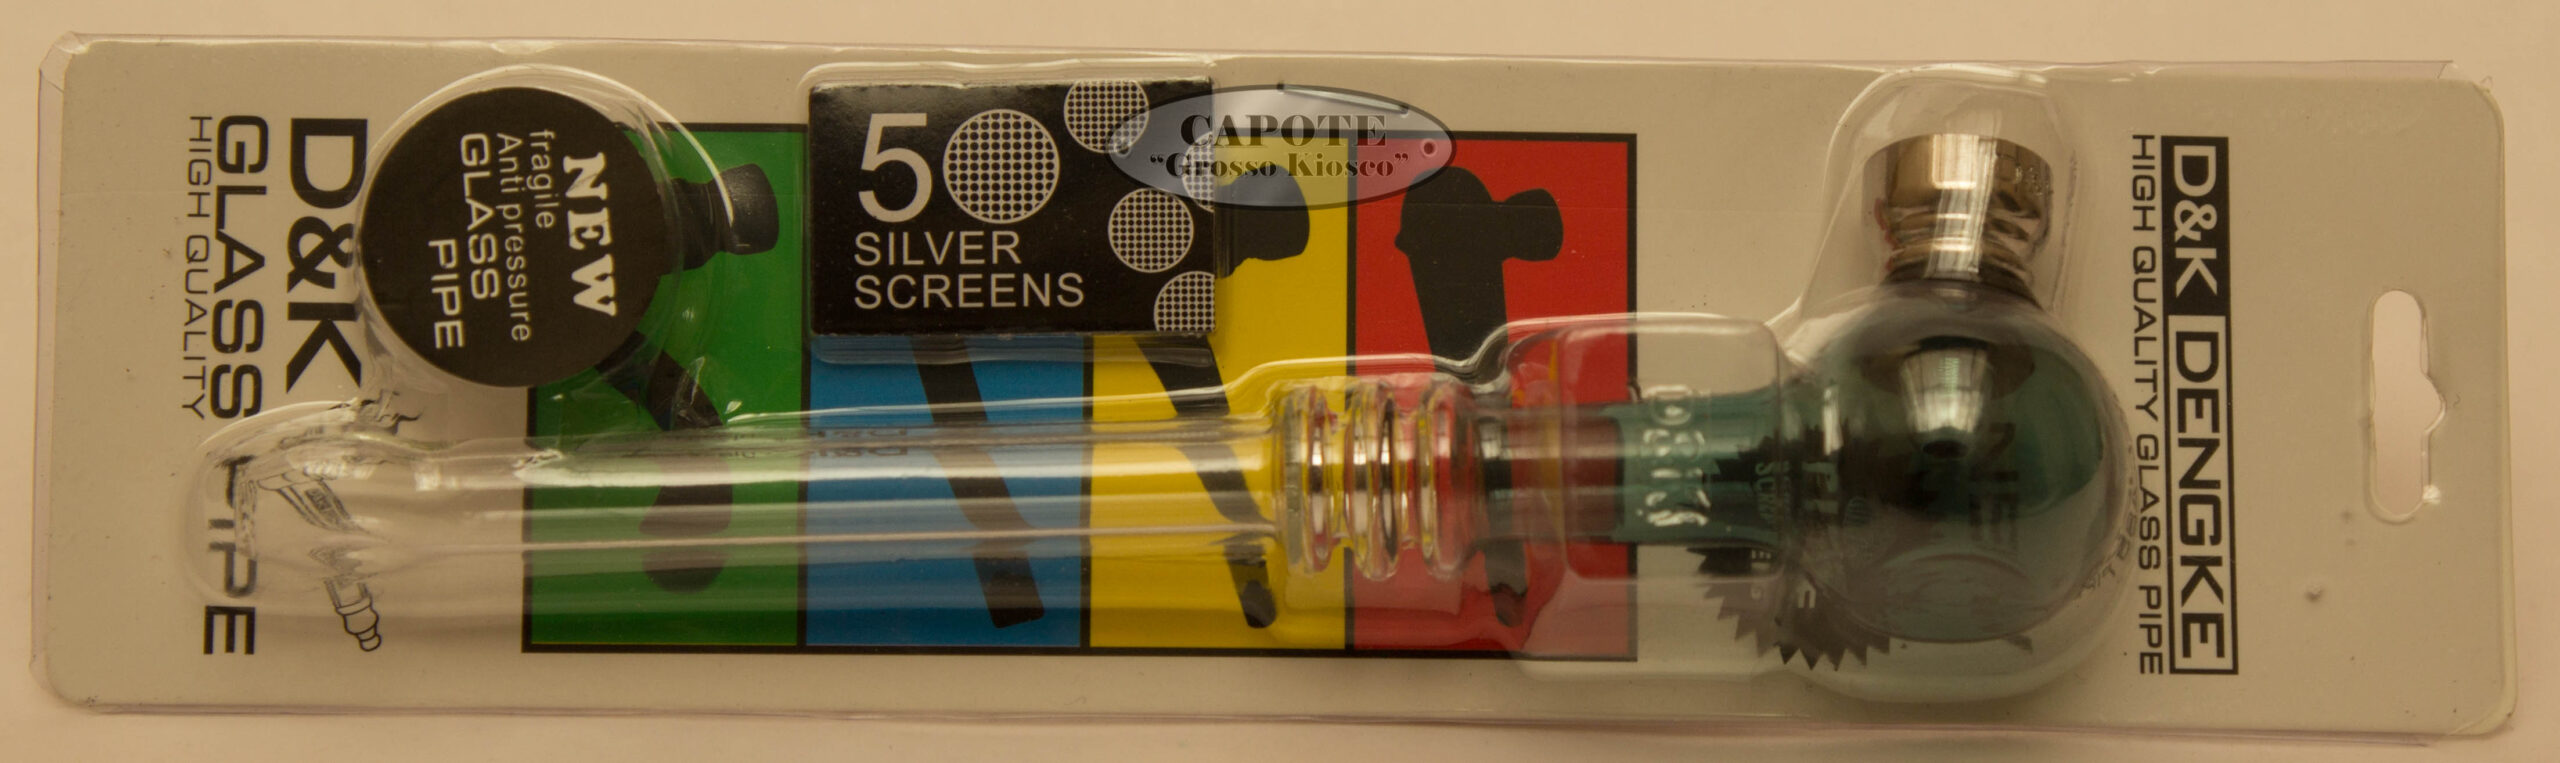 D&K
GLASS PIPE
HIGH QUALITY
NEW
fragile
Anti pressure
GLASS
PIPE
50
SILVER
SCREENS
CAPOTE
“Grosso Kiosco”
D&K
D&K DENGKE
HIGH QUALITY GLASS PIPE